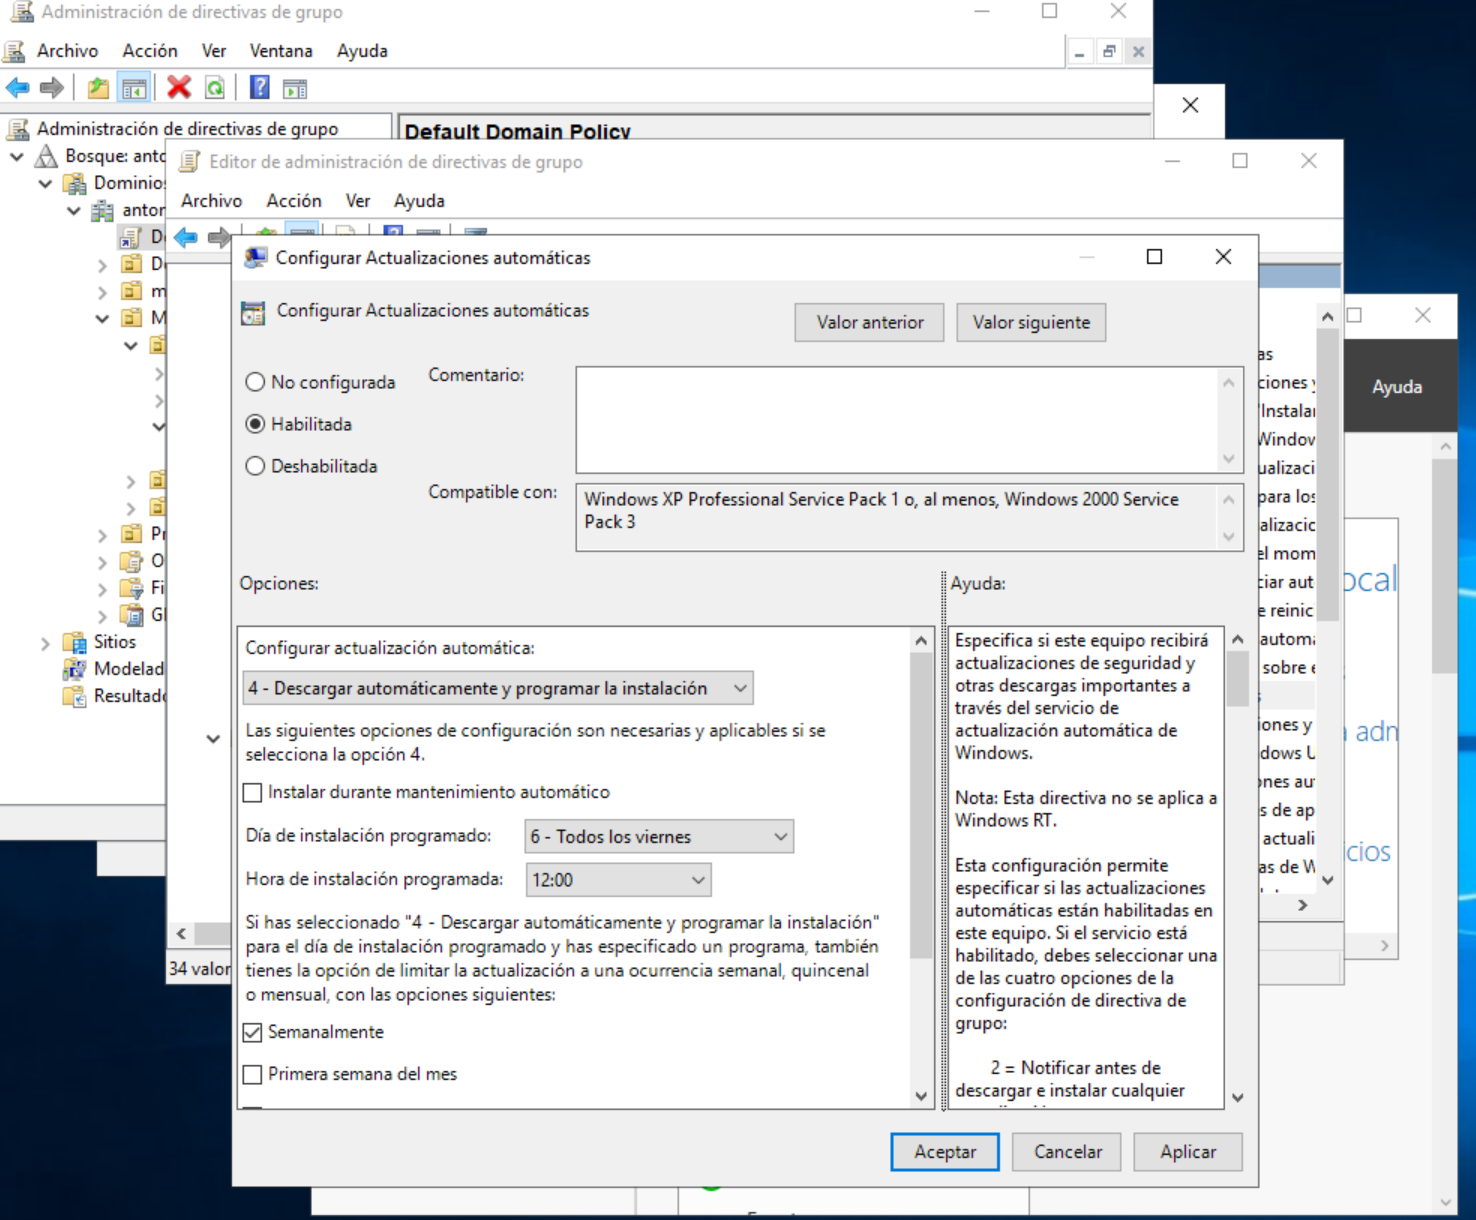 Administración de directivas de grupo
Archivo Acción Ver Ventana Ayuda
Administración de directivas de grupo
Default Domain Policy
Bosque: anto
Dominios
anton
Editor de administración de directivas de grupo
Archivo Acción Ver Ayuda
Sitios
Modelad
Resultado
34 valor
Configurar Actualizaciones automáticas
Configurar Actualizaciones automáticas
Valor anterior
Valor siguiente
No configurada
Habilitada
Deshabilitada
Comentario:
Compatible con:
Windows XP Professional Service Pack 1 o, al menos, Windows 2000 Service
Pack 3
Opciones:
Configurar actualización automática:
4 - Descargar automáticamente y programar la instalación
Las siguientes opciones de configuración son necesarias y aplicables si se
selecciona la opción 4.
Instalar durante mantenimiento automático
Día de instalación programado:
6 - Todos los viernes
Hora de instalación programada:
12:00
Si has seleccionado "4 - Descargar automáticamente y programar la instalación"
para el día de instalación programado y has especificado un programa, también
tienes la opción de limitar la actualización a una ocurrencia semanal, quincenal
o mensual, con las opciones siguientes:
Semanalmente
Primera semana del mes
Ayuda:
Especifica si este equipo recibirá
actualizaciones de seguridad y
otras descargas importantes a
través del servicio de
actualización automática de
Windows.
Nota: Esta directiva no se aplica a
Windows RT.
Esta configuración permite
especificar si las actualizaciones
automáticas están habilitadas en
este equipo. Si el servicio está
habilitado, debes seleccionar una
de las cuatro opciones de la
configuración de directiva de
grupo:
2 = Notificar antes de
descargar e instalar cualquier
Aceptar
Cancelar
Aplicar
as
ciones y
'Instalar
Window
ualizaci
para los
alizacio
el mom
ciar aut
e reinic
automá
sobre e
iones y
dows U
ones aut
s de ap
actuali
as de W
Ayuda
ocal
adn
cios